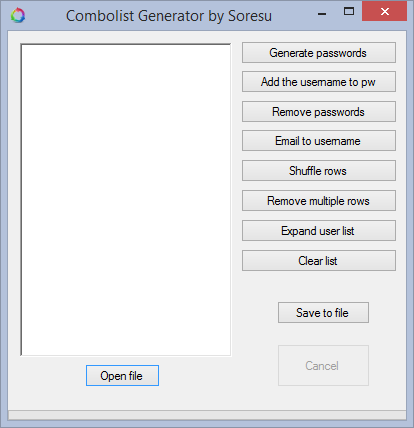 Combolist Generator by Soresu
Generate passwords
Add the username to pw
Remove passwords
Email to username
Shuffle rows
Remove multiple rows
Expand user list
Clear list
Save to file
Cancel
Open file